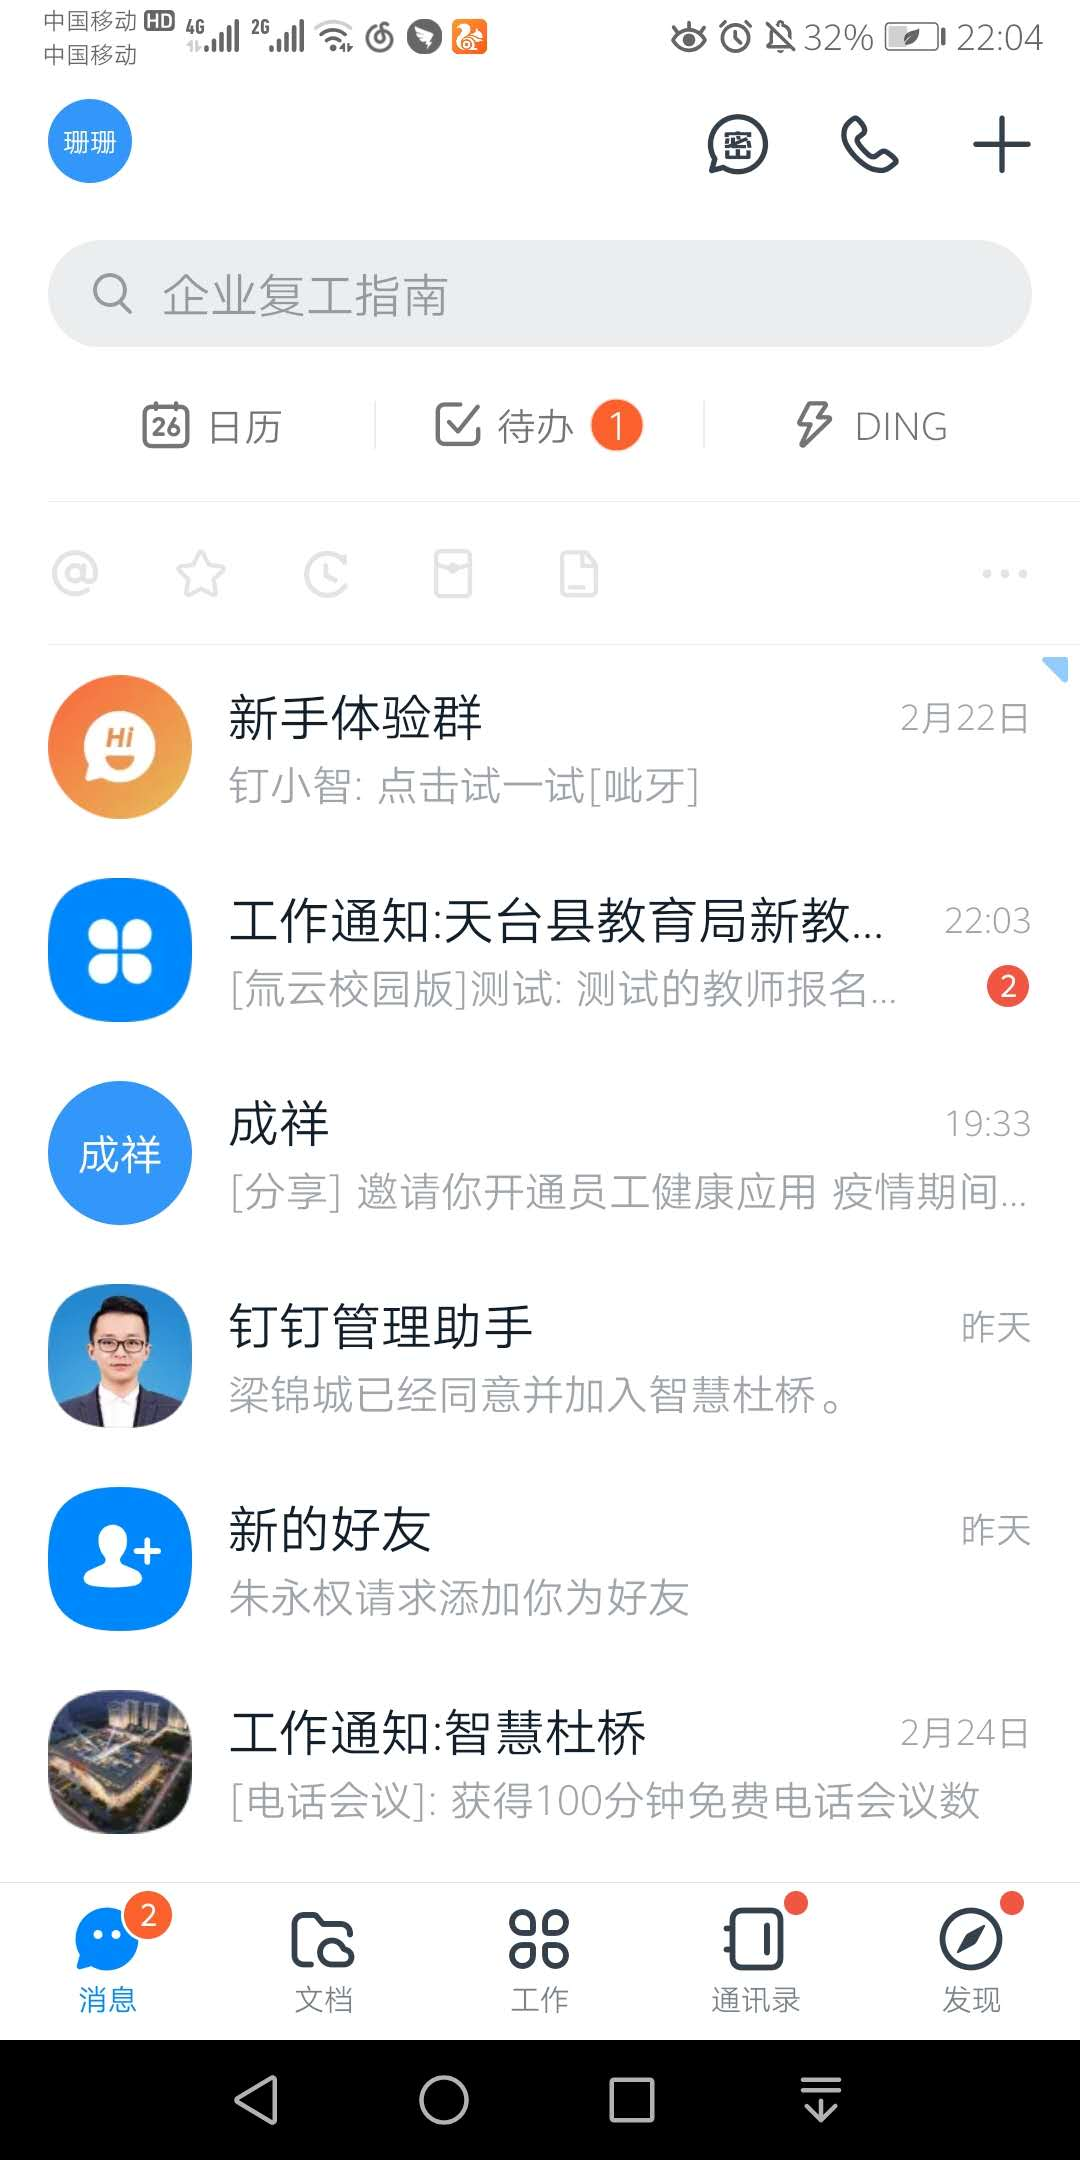 中国移动 HD 4G 2G 32% 22:04
中国移动
珊珊 密
企业复工指南
26 日历 待办 1 DING
新手体验群 2月22日
Hi
钉小智: 点击试一试[呲牙]
工作通知:天台县教育局新教... 22:03
[氚云校园版]测试: 测试的教师报名... 2
成祥 19:33
成祥
[分享] 邀请你开通员工健康应用 疫情期间...
钉钉管理助手 昨天
梁锦城已经同意并加入智慧杜桥。
新的好友 昨天
朱永权请求添加你为好友
工作通知:智慧杜桥 2月24日
[电话会议]: 获得100分钟免费电话会议数
2
消息 文档 工作 通讯录 发现